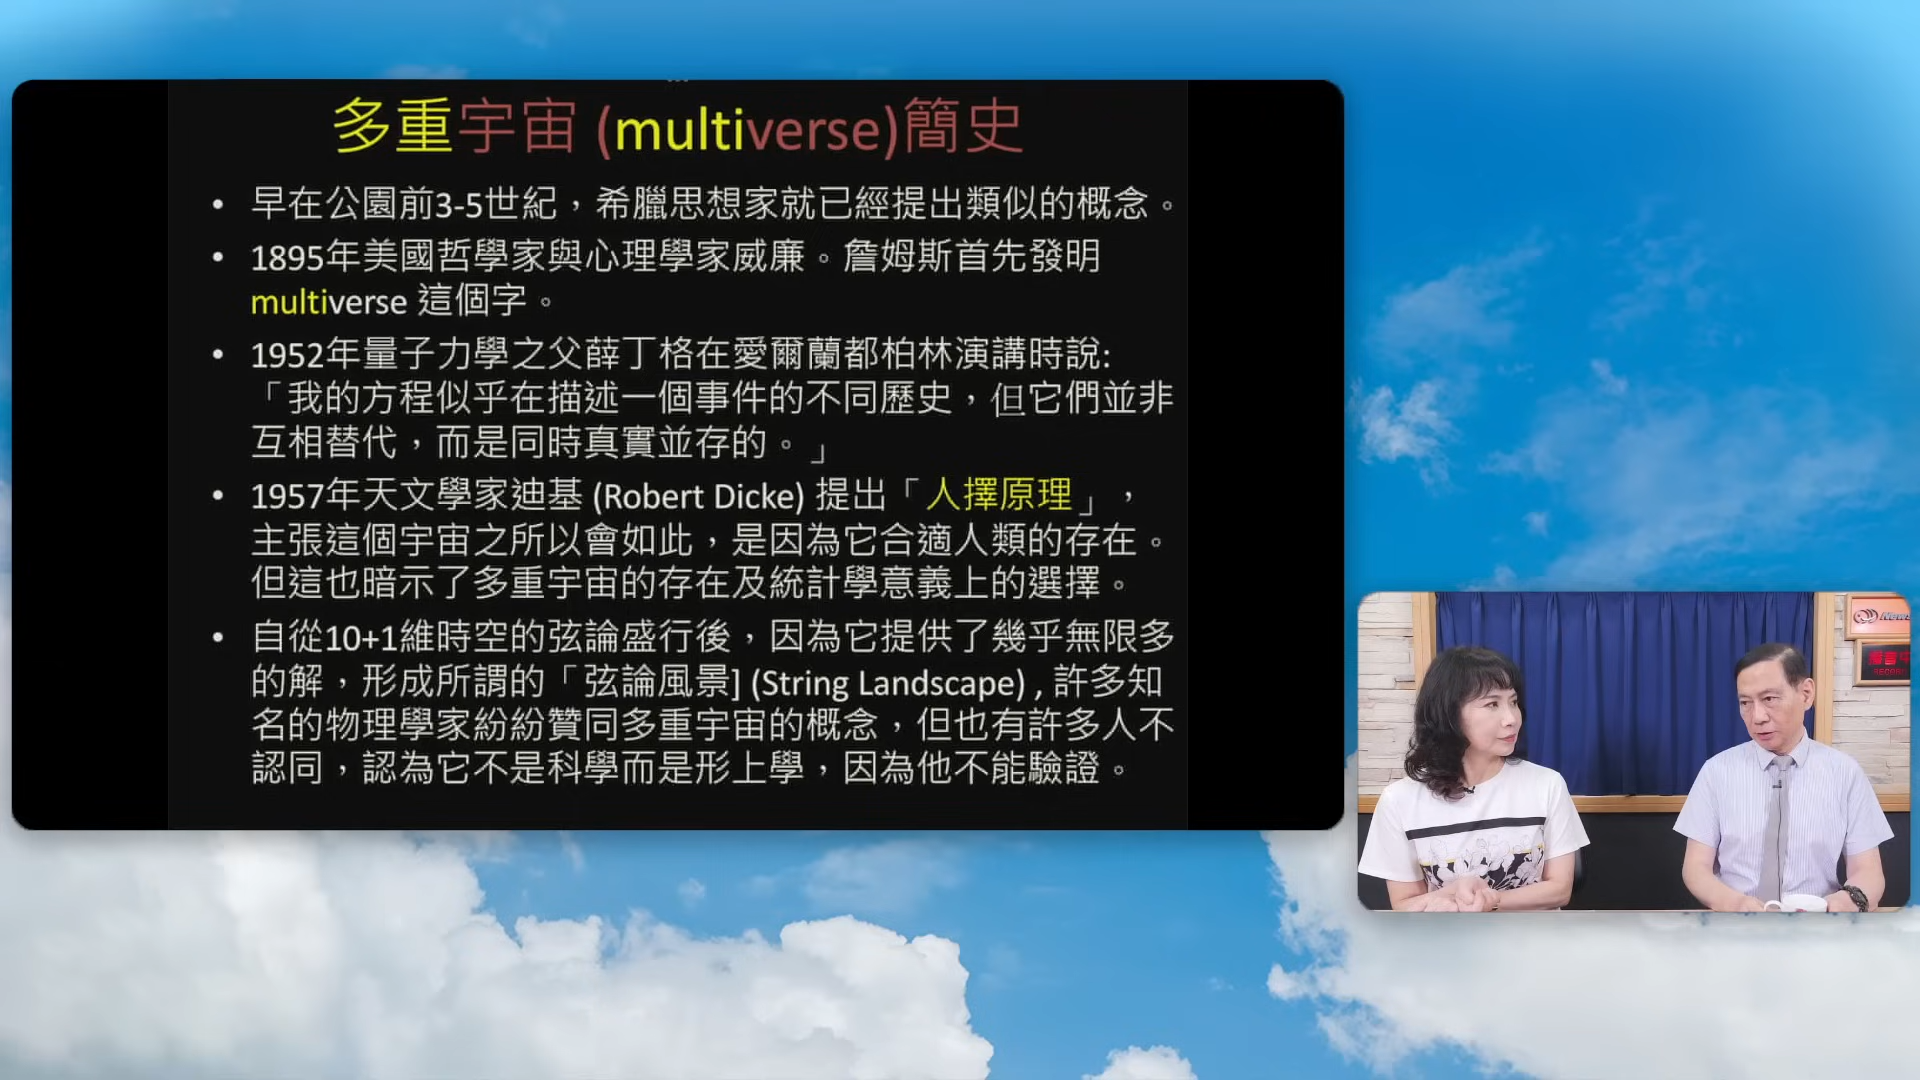 多重宇宙 (multiverse)簡史
• 早在公園前3-5世紀，希臘思想家就已經提出類似的概念。
• 1895年美國哲學家與心理學家威廉。詹姆斯首先發明
multiverse 這個字。
• 1952年量子力學之父薛丁格在愛爾蘭都柏林演講時說:
「我的方程似乎在描述一個事件的不同歷史，但它們並非
互相替代，而是同時真實並存的。」
• 1957年天文學家迪基 (Robert Dicke) 提出「人擇原理」，
主張這個宇宙之所以會如此，是因為它合適人類的存在。
但這也暗示了多重宇宙的存在及統計學意義上的選擇。
• 自從10+1維時空的弦論盛行後，因為它提供了幾乎無限多
的解，形成所謂的「弦論風景] (String Landscape) , 許多知
名的物理學家紛紛贊同多重宇宙的概念，但也有許多人不
認同，認為它不是科學而是形上學，因為他不能驗證。
News